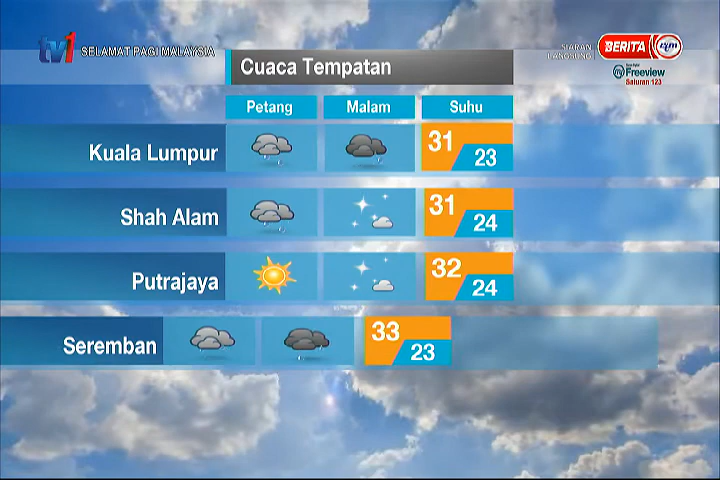 tv1 SELAMAT PAGI MALAYSIA
SIARAN
LANGSUNG
BERITA rtm
Freeview
Saluran 123
Cuaca Tempatan
Petang Malam Suhu
Kuala Lumpur 31 23
Shah Alam 31 24
Putrajaya 32 24
Seremban 33 23